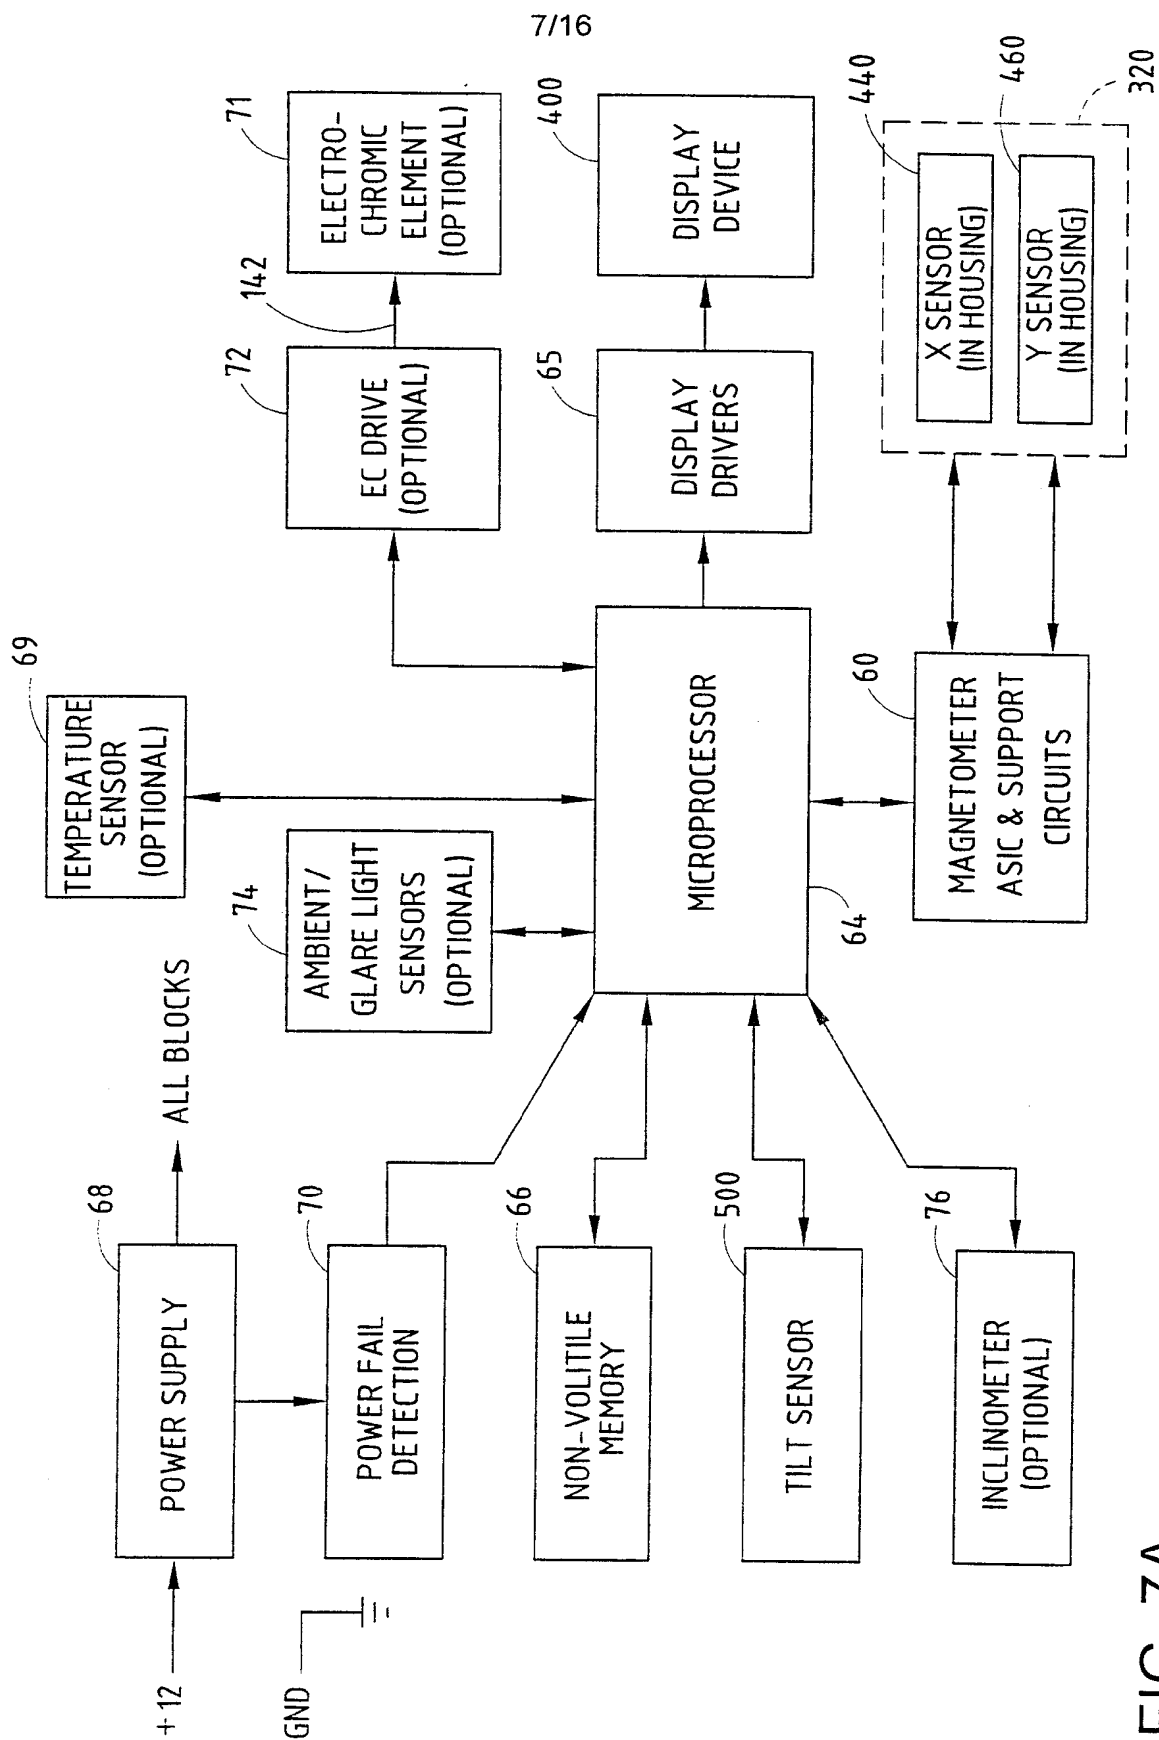 7/16
+12
GND
68
POWER SUPPLY
ALL BLOCKS
70
POWER FAIL
DETECTION
66
NON-VOLITILE
MEMORY
500
TILT SENSOR
76
INCLINOMETER
(OPTIONAL)
69
TEMPERATURE
SENSOR
(OPTIONAL)
74
AMBIENT/
GLARE LIGHT
SENSORS
(OPTIONAL)
MICROPROCESSOR
64
60
MAGNETOMETER
ASIC & SUPPORT
CIRCUITS
72
EC DRIVE
(OPTIONAL)
142
71
ELECTRO-
CHROMIC
ELEMENT
(OPTIONAL)
65
DISPLAY
DRIVERS
400
DISPLAY
DEVICE
440
X SENSOR
(IN HOUSING)
460
Y SENSOR
(IN HOUSING)
320
FIG. 7A